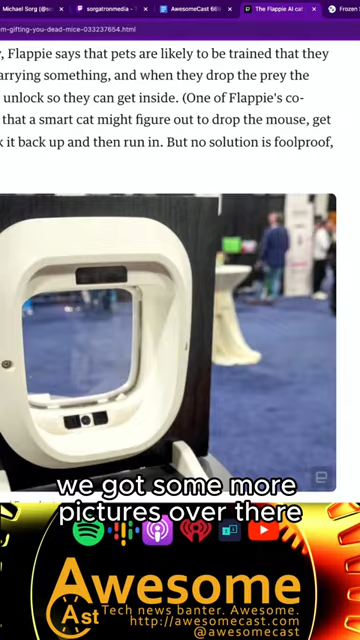 Michael Sorg (@so
sorgatronmedia -
AwesomeCast 66
The Flappie AI cat
Frozen S
m-gifting-you-dead-mice-033237654.html
, Flappie says that pets are likely to be trained that they
arrying something, and when they drop the prey the
unlock so they can get inside. (One of Flappie's co-
that a smart cat might figure out to drop the mouse, get
k it back up and then run in. But no solution is foolproof,
we got some more
pictures over there
Awesome
Cast
Tech news banter. Awesome.
http://awesomecast.com
@awesomecast